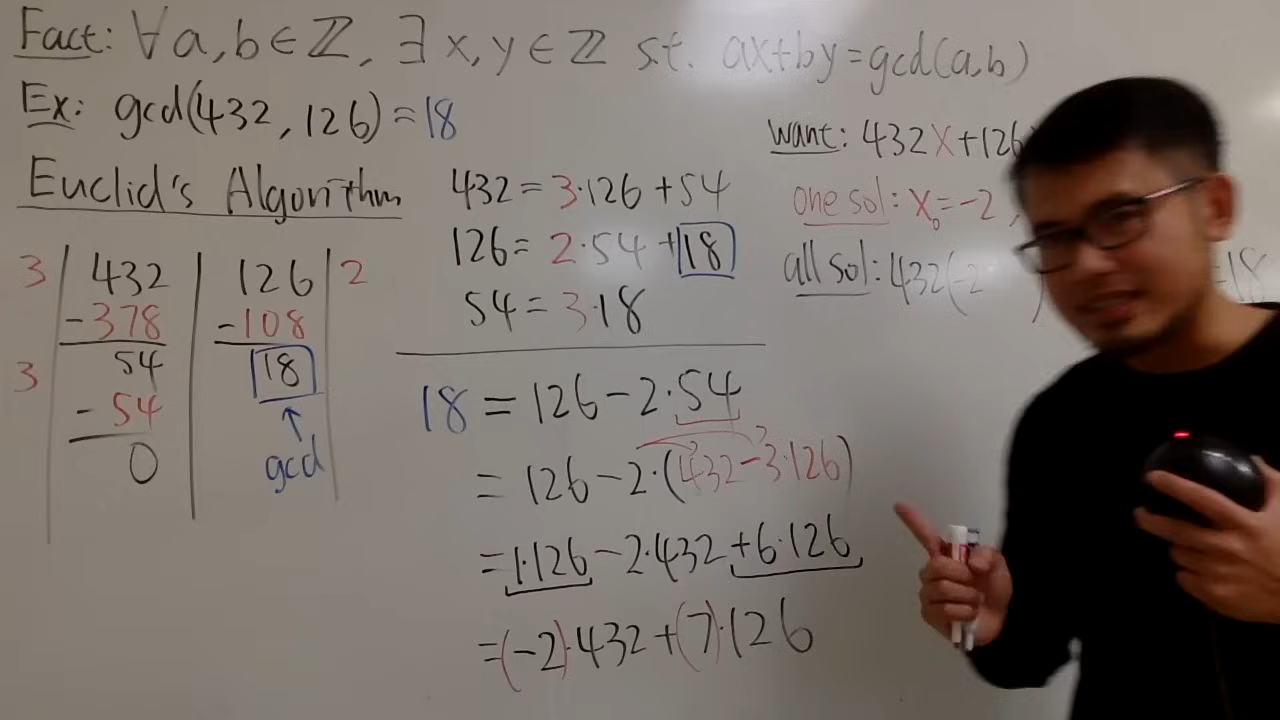 Fact: ∀ a, b ∈ ℤ, ∃ x, y ∈ ℤ s.t. ax+by=gcd(a,b)
Ex: gcd(432, 126) = 18
Euclid's Algorithm
3 | 432 | 126 | 2
-378 -108
3 54 18
- 54 ↑
0 gcd
432 = 3·126 + 54
126 = 2·54 + 18
54 = 3·18
18 = 126 - 2·54
= 126 - 2·(432-3·126)
= 1·126 - 2·432 + 6·126
= (-2)·432 + (7)·126
want: 432x + 126
one sol: x₀ = -2,
all sol: 432(-2 ) =18